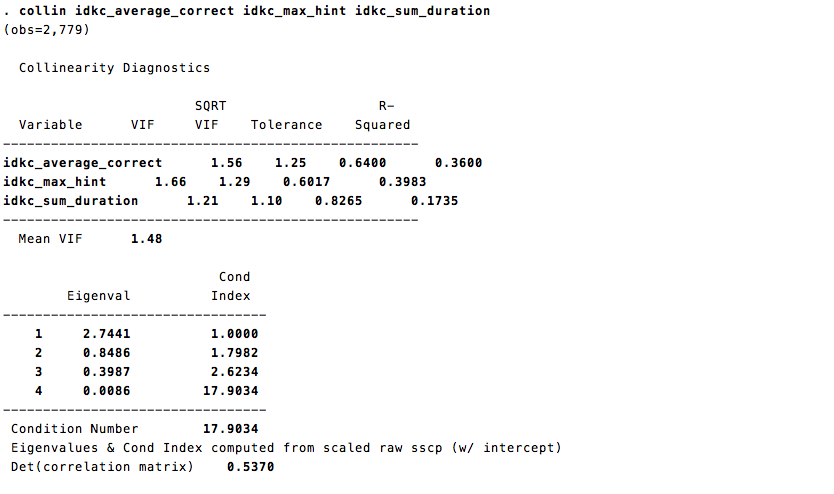 . collin idkc_average_correct idkc_max_hint idkc_sum_duration
(obs=2,779)
Collinearity Diagnostics
SQRT R-
Variable VIF VIF Tolerance Squared
----------------------------------------------------
idkc_average_correct 1.56 1.25 0.6400 0.3600
idkc_max_hint 1.66 1.29 0.6017 0.3983
idkc_sum_duration 1.21 1.10 0.8265 0.1735
----------------------------------------------------
Mean VIF 1.48
Cond
Eigenval Index
---------------------------------
1 2.7441 1.0000
2 0.8486 1.7982
3 0.3987 2.6234
4 0.0086 17.9034
---------------------------------
Condition Number 17.9034
Eigenvalues & Cond Index computed from scaled raw sscp (w/ intercept)
Det(correlation matrix) 0.5370